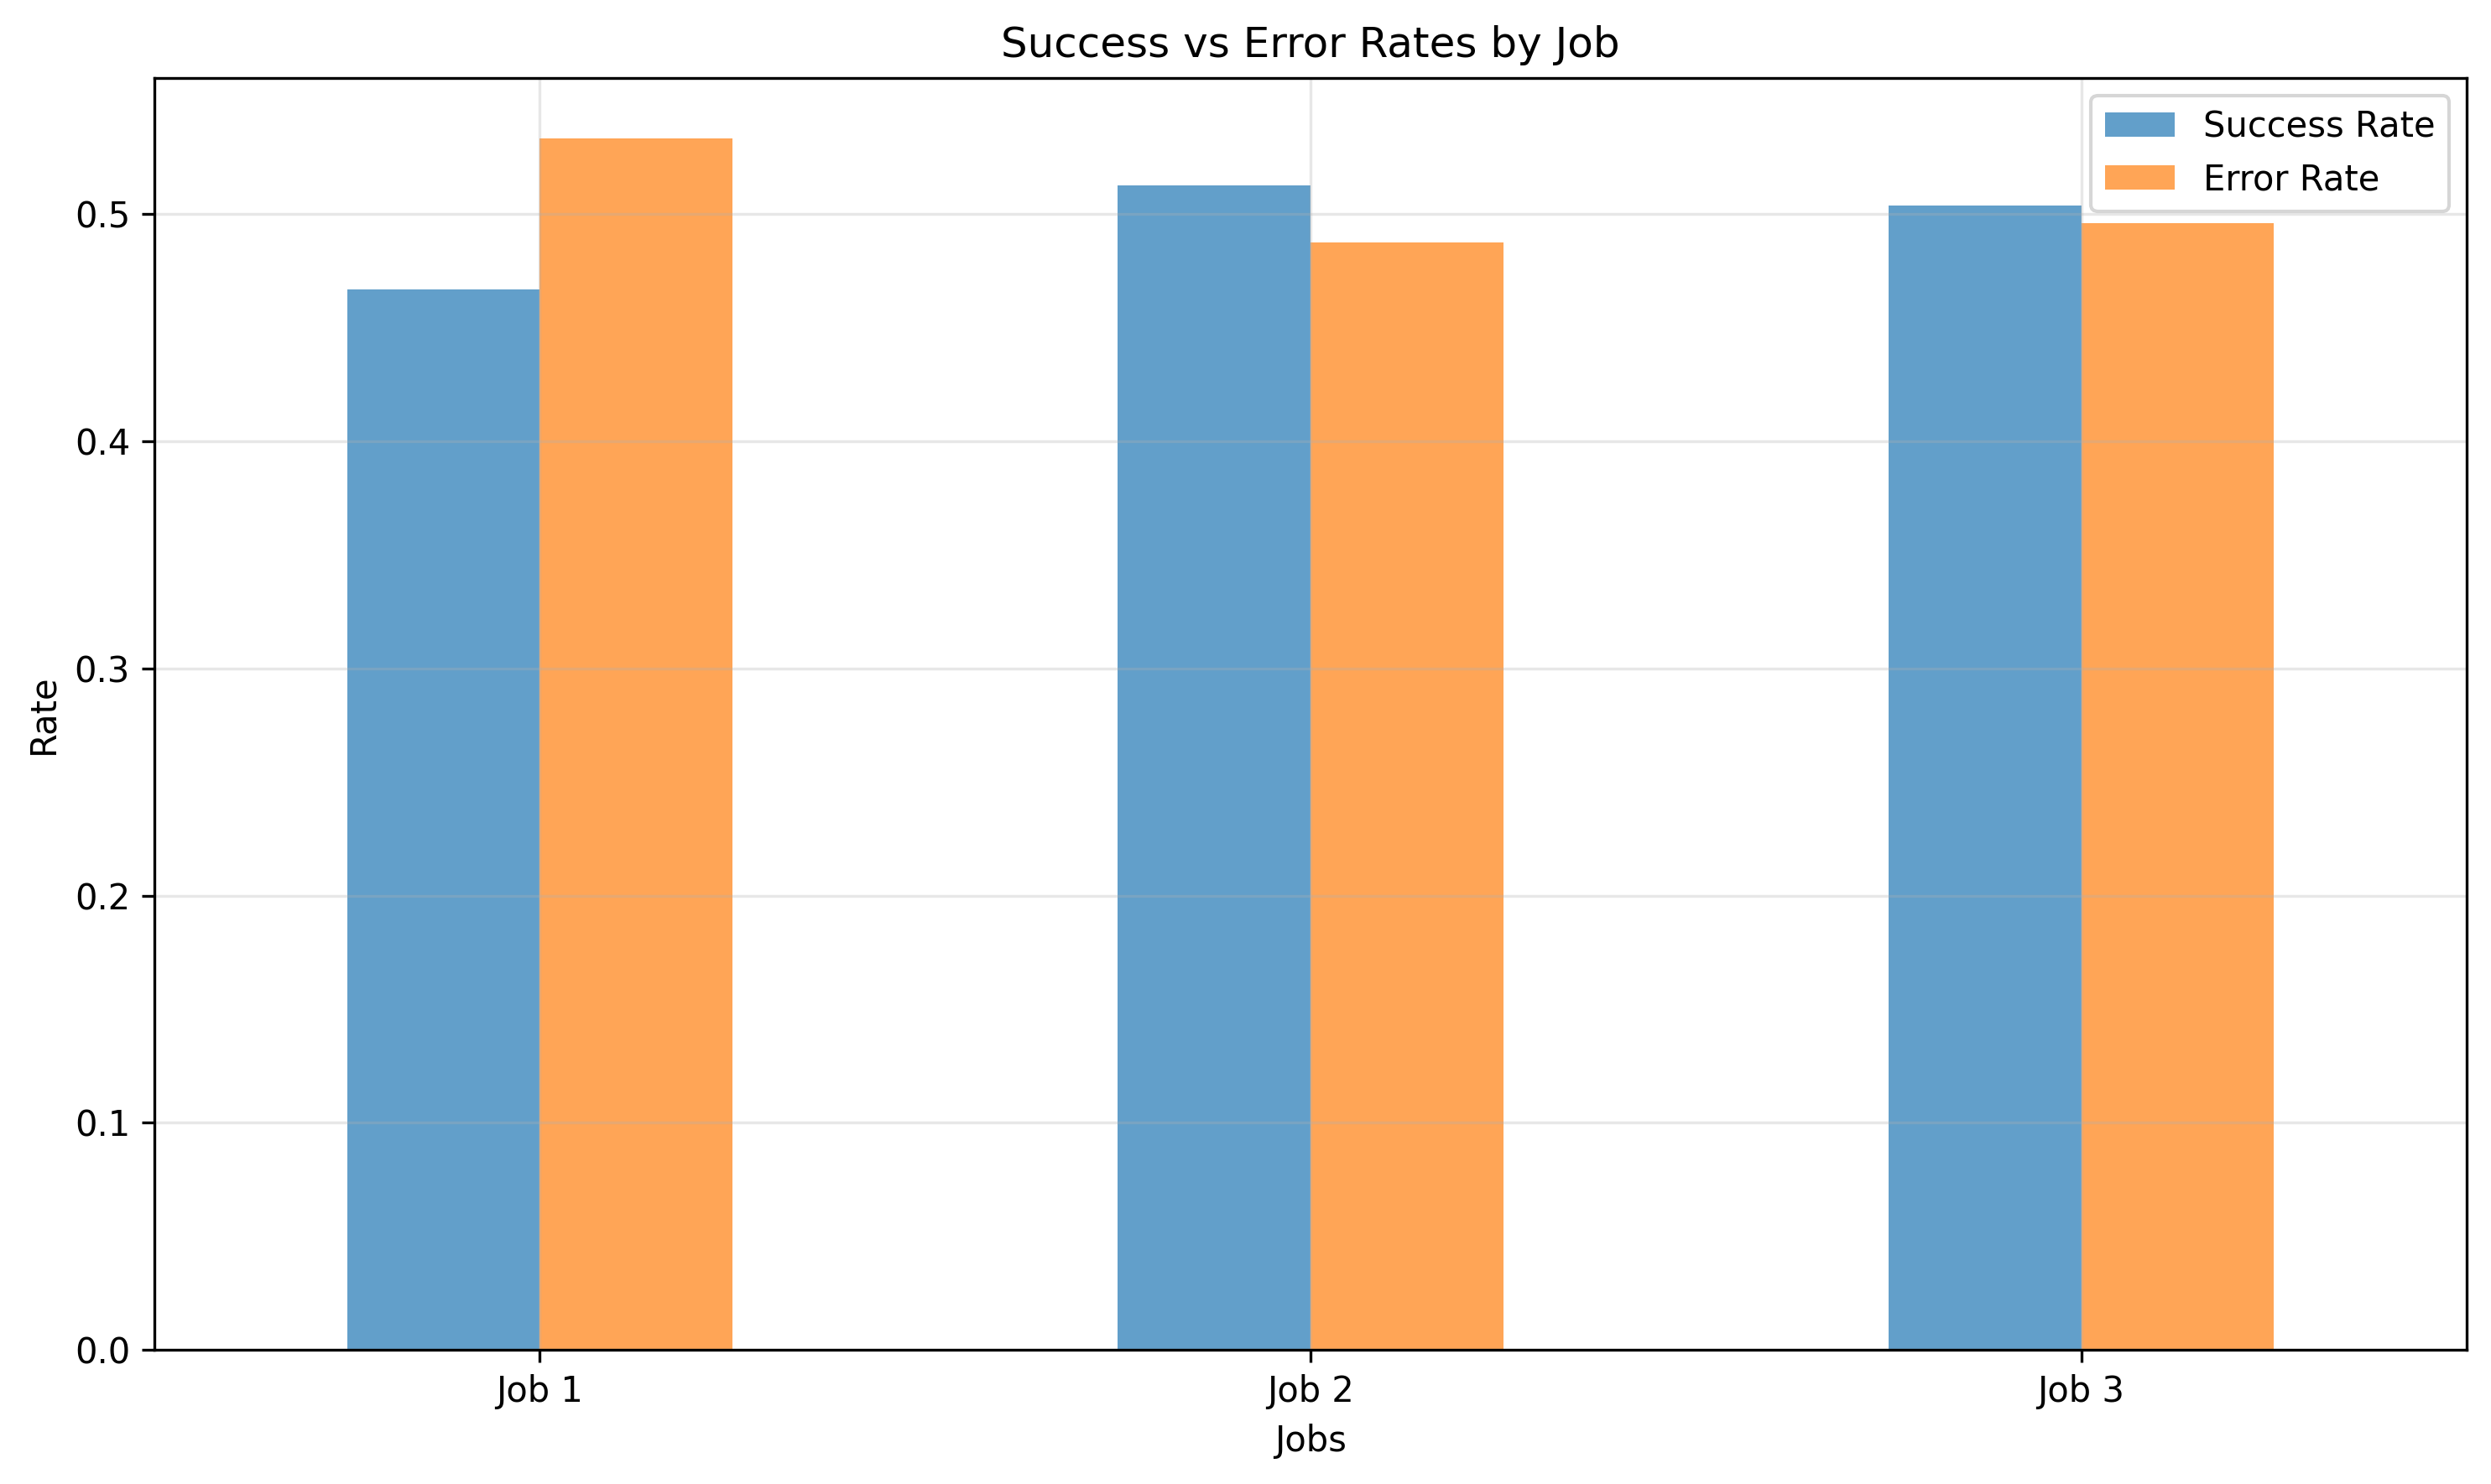 Success vs Error Rates by Job
Success Rate
Error Rate
0.5
0.4
0.3
0.2
0.1
0.0
Rate
Job 1
Job 2
Job 3
Jobs